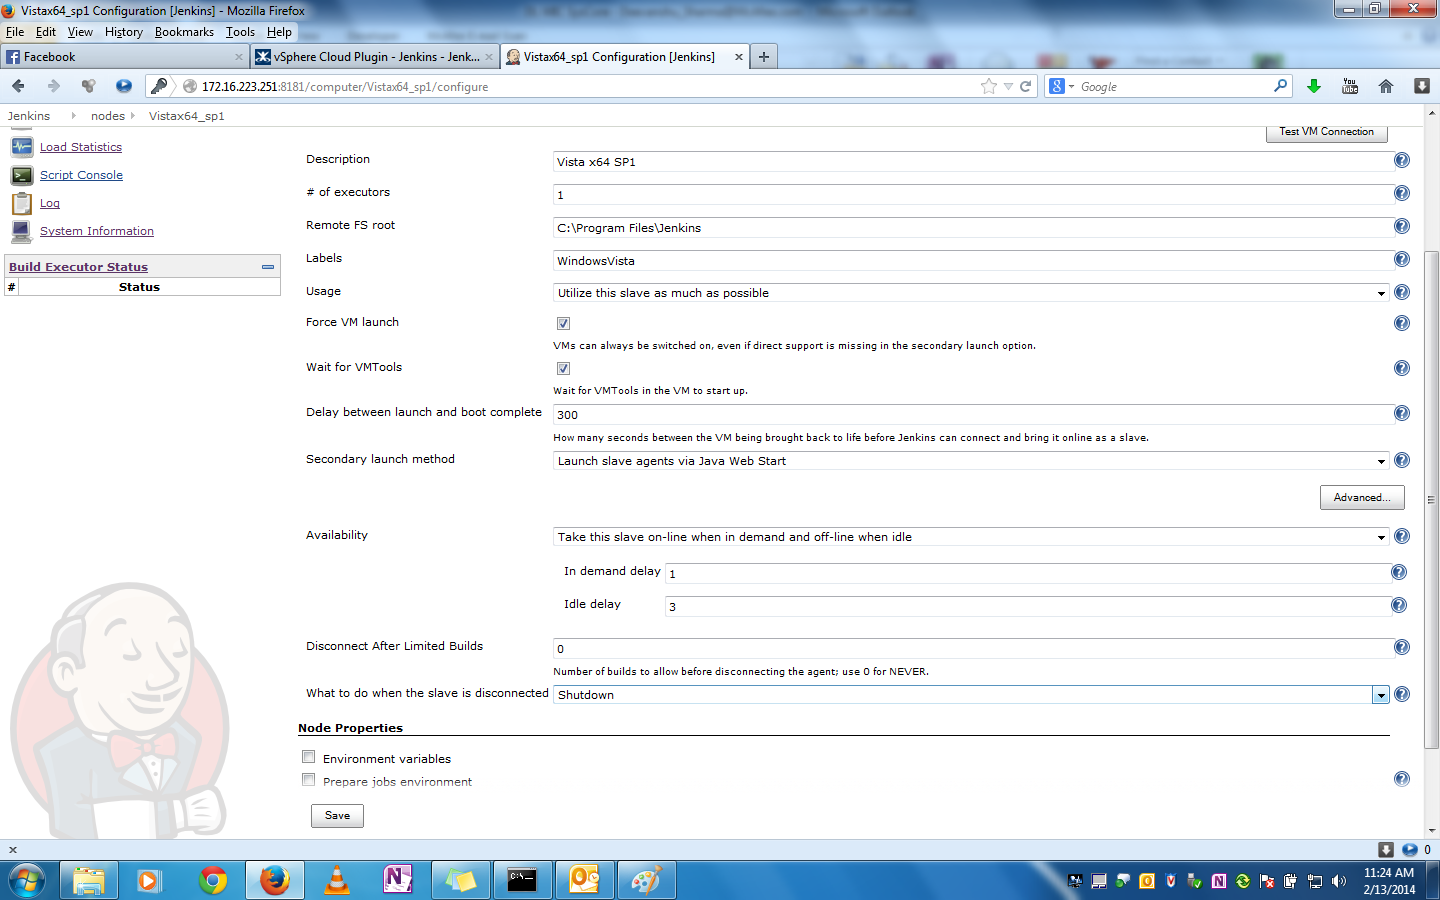 Vistax64_sp1 Configuration [Jenkins] - Mozilla Firefox
File Edit View History Bookmarks Tools Help
Facebook
vSphere Cloud Plugin - Jenkins - Jenk...
Vistax64_sp1 Configuration [Jenkins]
172.16.223.251:8181/computer/Vistax64_sp1/configure
Google
You Tube
Jenkins nodes Vistax64_sp1
Load Statistics
Script Console
Log
System Information
Build Executor Status
# Status
Test VM Connection
Description Vista x64 SP1
# of executors 1
Remote FS root C:\Program Files\Jenkins
Labels WindowsVista
Usage Utilize this slave as much as possible
Force VM launch
VMs can always be switched on, even if direct support is missing in the secondary launch option.
Wait for VMTools
Wait for VMTools in the VM to start up.
Delay between launch and boot complete 300
How many seconds between the VM being brought back to life before Jenkins can connect and bring it online as a slave.
Secondary launch method Launch slave agents via Java Web Start
Advanced...
Availability Take this slave on-line when in demand and off-line when idle
In demand delay 1
Idle delay 3
Disconnect After Limited Builds 0
Number of builds to allow before disconnecting the agent; use 0 for NEVER.
What to do when the slave is disconnected Shutdown
Node Properties
Environment variables
Prepare jobs environment
Save
x 0
11:24 AM
2/13/2014